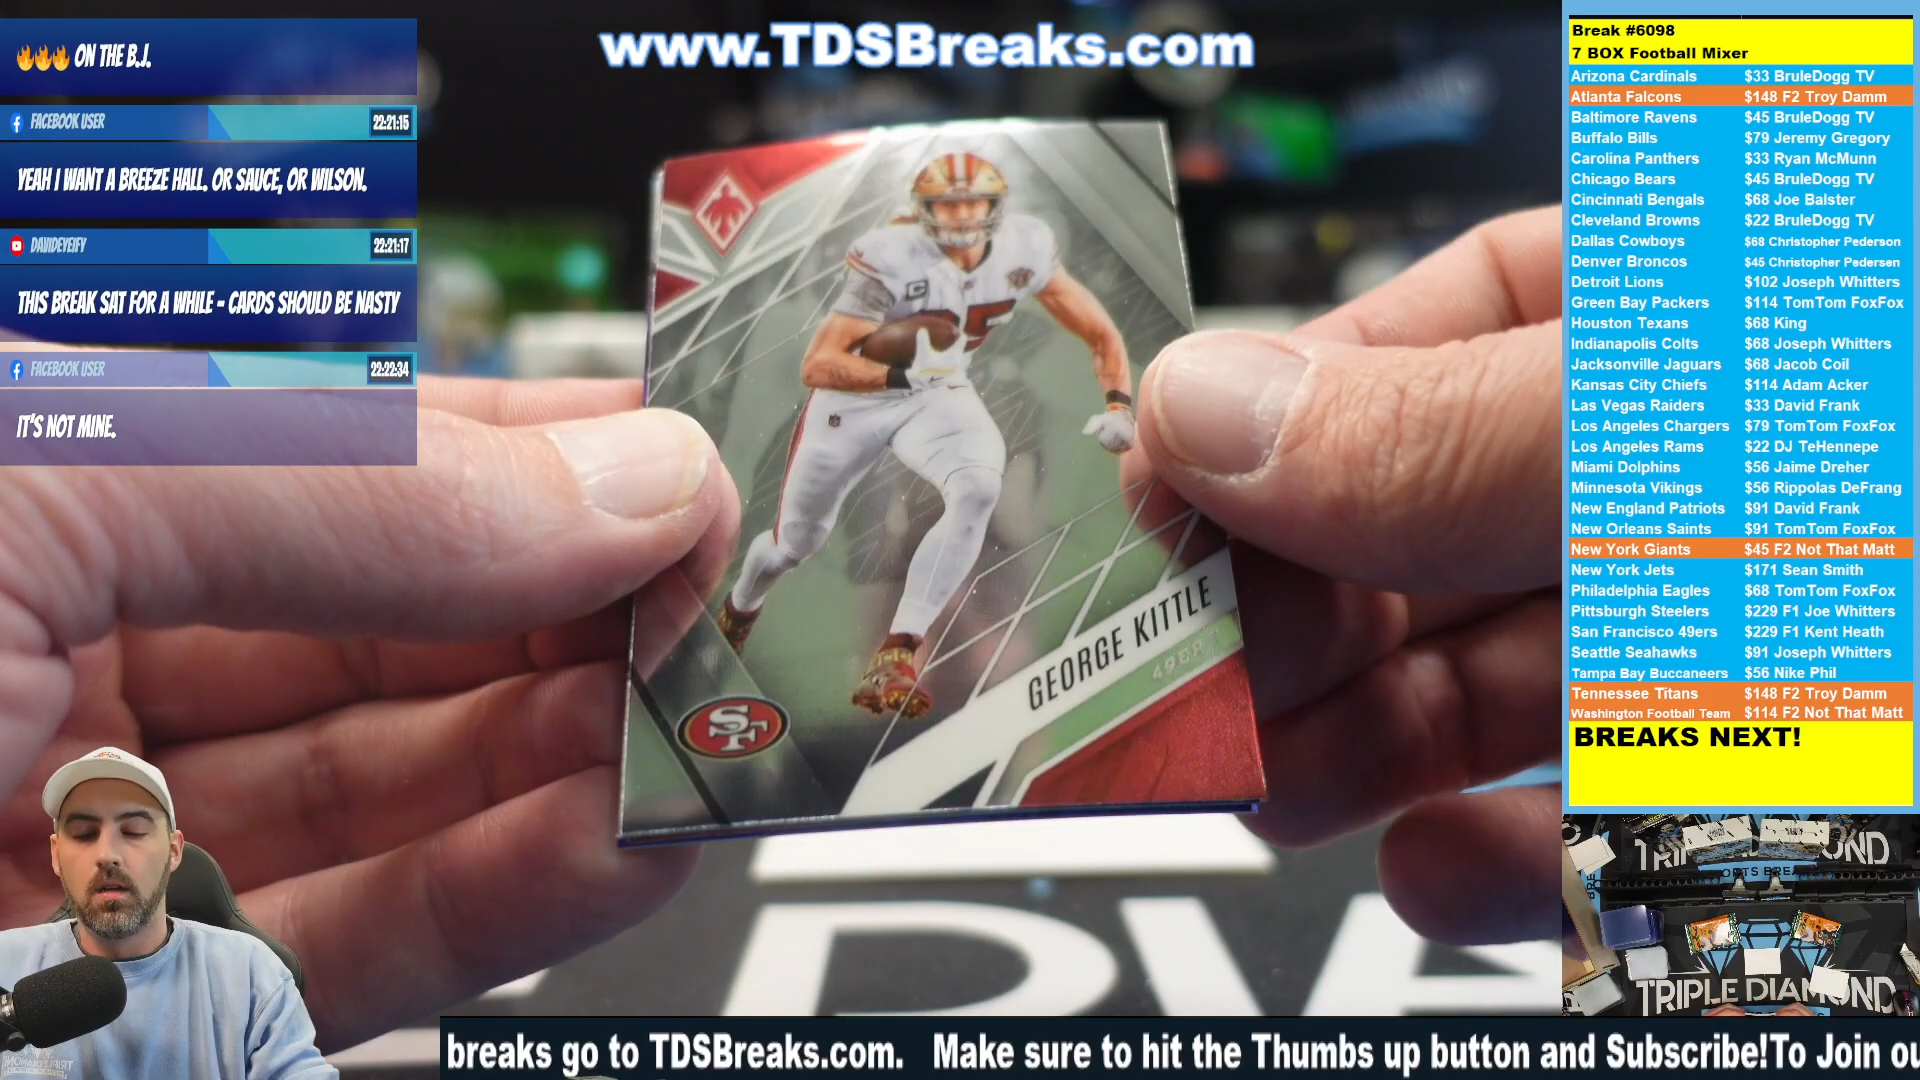 www.TDSBreaks.com
🔥🔥🔥 ON THE B.J.
FACEBOOK USER 22:21:15
YEAH I WANT A BREEZE HALL. OR SAUCE, OR WILSON.
DAVIDEYEIFY 22:21:17
THIS BREAK SAT FOR A WHILE - CARDS SHOULD BE NASTY
FACEBOOK USER 22:22:34
IT'S NOT MINE.
GEORGE KITTLE
49ERS
SF
Break #6098
7 BOX Football Mixer
Arizona Cardinals $33 BruleDogg TV
Atlanta Falcons $148 F2 Troy Damm
Baltimore Ravens $45 BruleDogg TV
Buffalo Bills $79 Jeremy Gregory
Carolina Panthers $33 Ryan McMunn
Chicago Bears $45 BruleDogg TV
Cincinnati Bengals $68 Joe Balster
Cleveland Browns $22 BruleDogg TV
Dallas Cowboys $68 Christopher Pederson
Denver Broncos $45 Christopher Pedersen
Detroit Lions $102 Joseph Whitters
Green Bay Packers $114 TomTom FoxFox
Houston Texans $68 King
Indianapolis Colts $68 Joseph Whitters
Jacksonville Jaguars $68 Jacob Coil
Kansas City Chiefs $114 Adam Acker
Las Vegas Raiders $33 David Frank
Los Angeles Chargers $79 TomTom FoxFox
Los Angeles Rams $22 DJ TeHennepe
Miami Dolphins $56 Jaime Dreher
Minnesota Vikings $56 Rippolas DeFrang
New England Patriots $91 David Frank
New Orleans Saints $91 TomTom FoxFox
New York Giants $45 F2 Not That Matt
New York Jets $171 Sean Smith
Philadelphia Eagles $68 TomTom FoxFox
Pittsburgh Steelers $229 F1 Joe Whitters
San Francisco 49ers $229 F1 Kent Heath
Seattle Seahawks $91 Joseph Whitters
Tampa Bay Buccaneers $56 Nike Phil
Tennessee Titans $148 F2 Troy Damm
Washington Football Team $114 F2 Not That Matt
BREAKS NEXT!
TRIPLE DIAMOND
breaks go to TDSBreaks.com. Make sure to hit the Thumbs up button and Subscribe!To Join ou